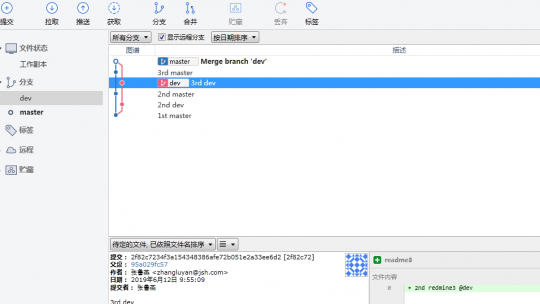 提交 拉取 推送 获取 分支 合并 贮藏 丢弃 标签
所有分支 显示远程分支 按日期排序
图谱 描述
文件状态
工作副本
分支
dev
master
标签
远程
贮藏
master Merge branch 'dev'
3rd master
dev 3rd dev
2nd master
2nd dev
1st master
待定的文件, 已依照文件名排序
提交： 2f82c7234f3a154348386afe72b051e2a33ee6d2 [2f82c72]
父级： 95a029fc57
作者： 张鲁燕 <zhangluyan@jsh.com>
日期： 2019年6月12日 9:55:09
提交者： 张鲁燕
3rd dev
readme3
文件内容
+ 2nd redmine3 @dev